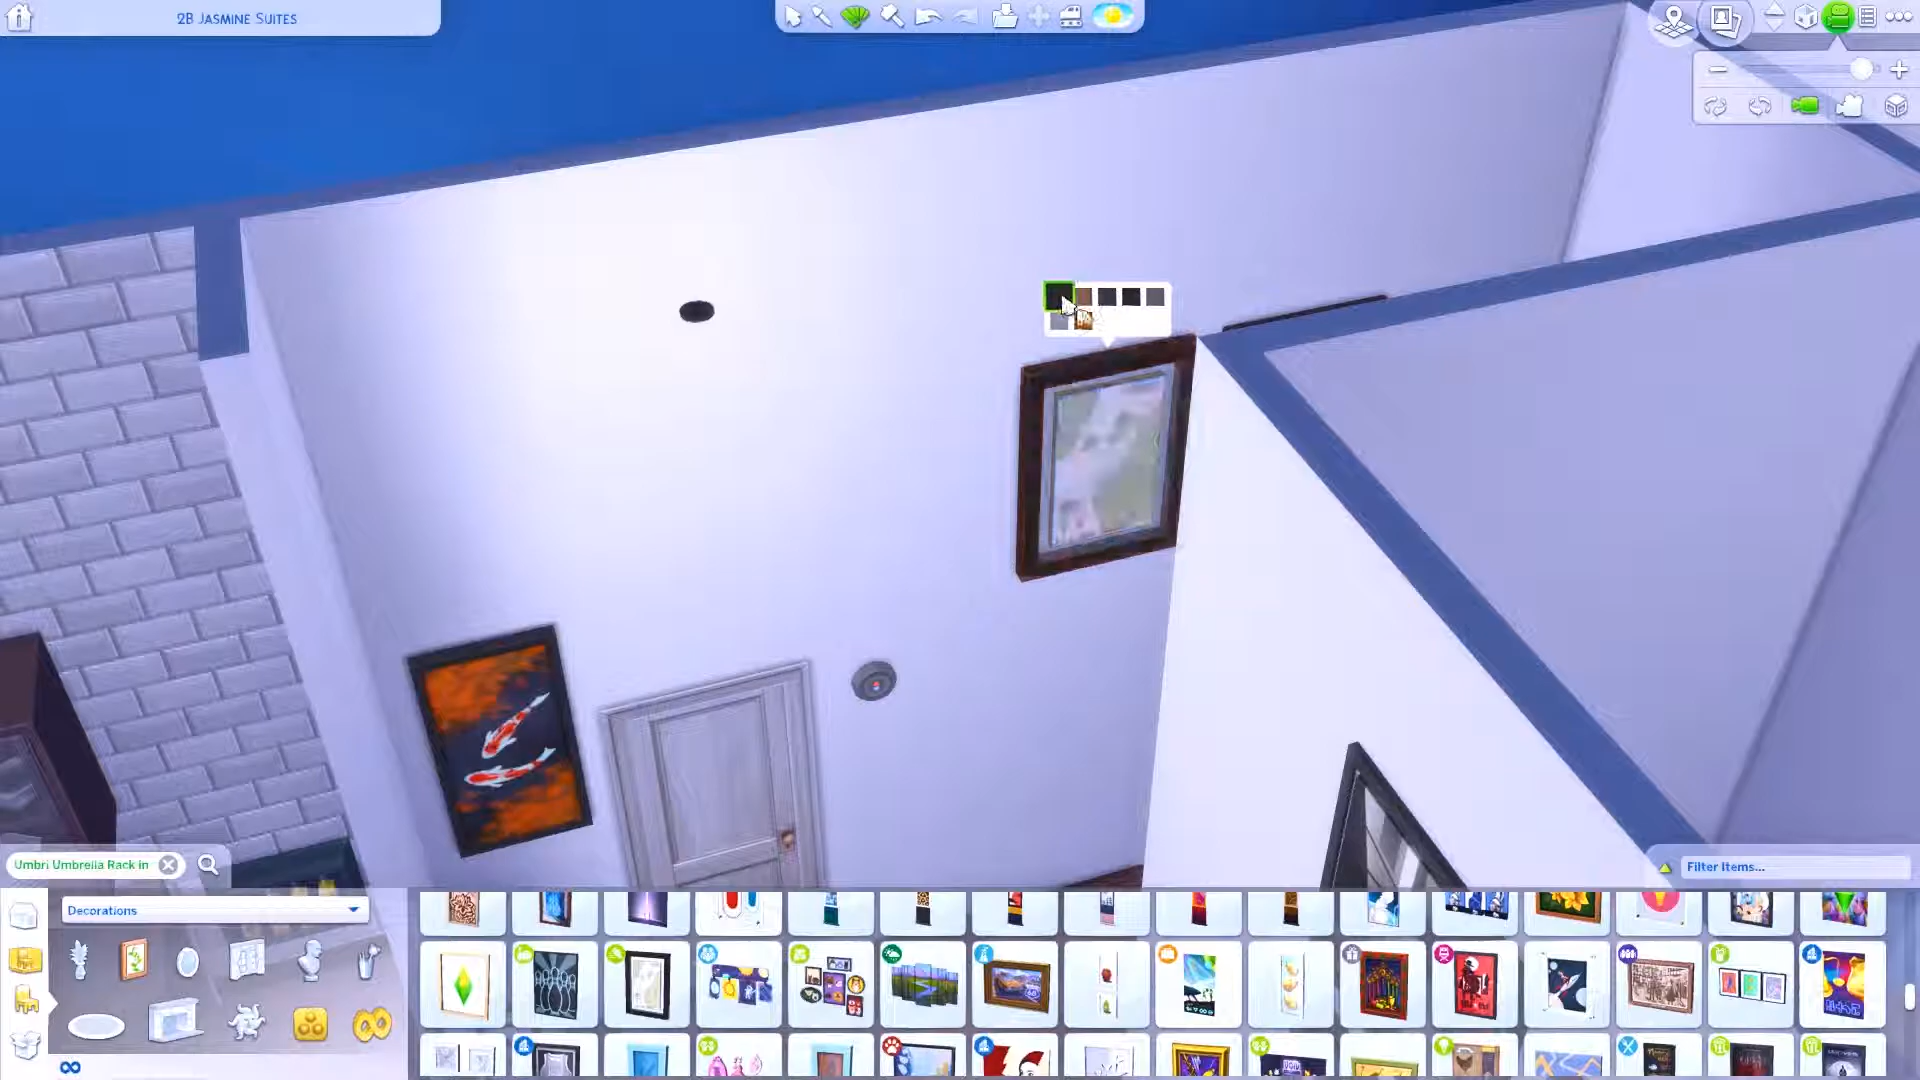 2B Jasmine Suites
Umbri Umbrella Rack in
Filter Items...
Decorations